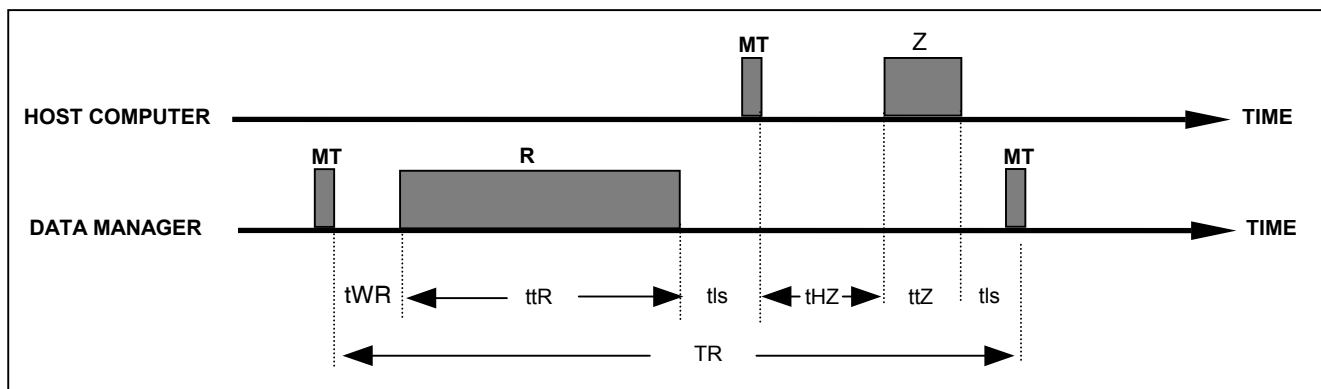 MT Z
HOST COMPUTER TIME
MT R MT
DATA MANAGER TIME
tWR ttR tls tHZ ttZ tls
TR